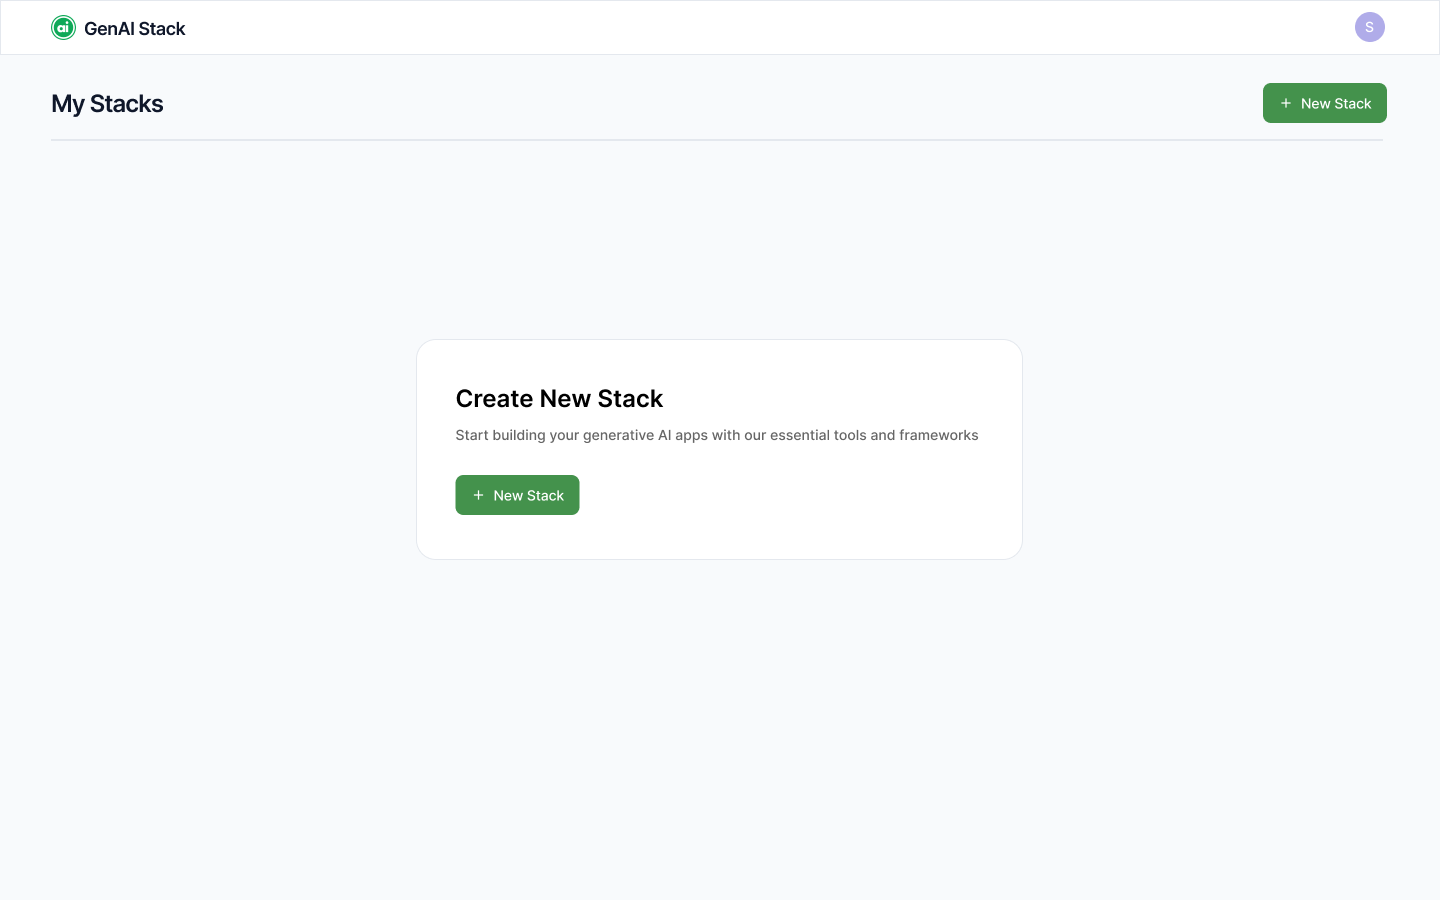 ai GenAI Stack
S
My Stacks
+ New Stack
Create New Stack
Start building your generative AI apps with our essential tools and frameworks
+ New Stack